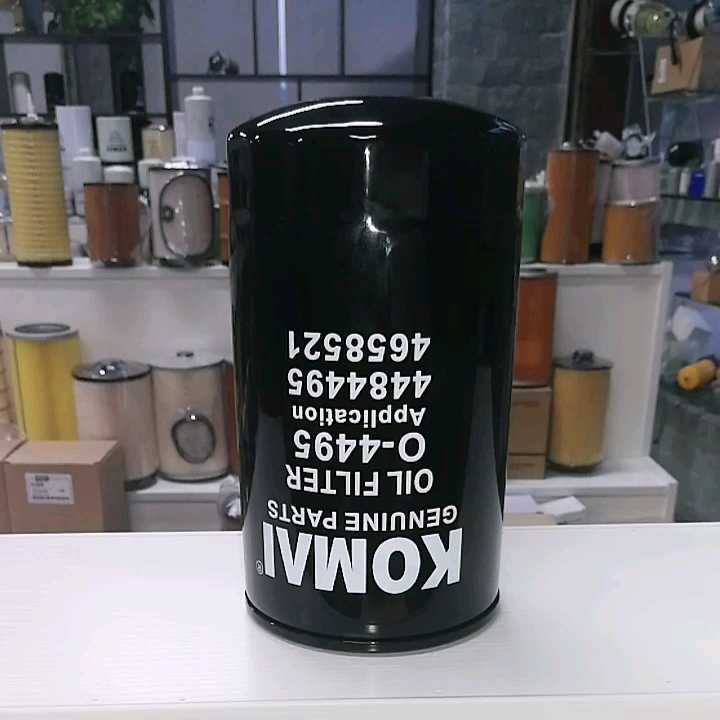 KOMAI®
GENUINE PARTS
OIL FILTER
O-4495
Application
4484495
4658521